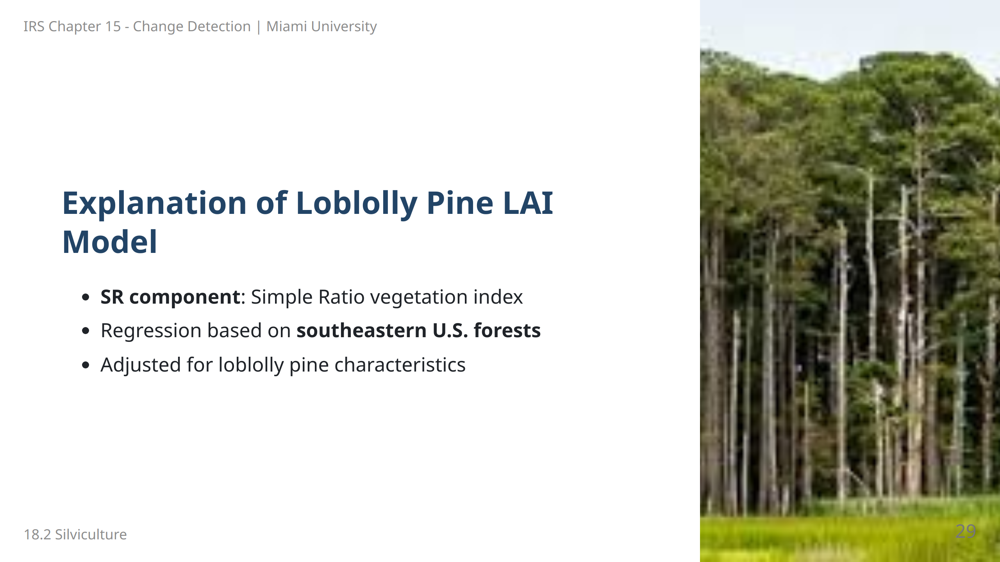 IRS Chapter 15 - Change Detection | Miami University
Explanation of Loblolly Pine LAI
Model
• SR component: Simple Ratio vegetation index
• Regression based on southeastern U.S. forests
• Adjusted for loblolly pine characteristics
18.2 Silviculture
29